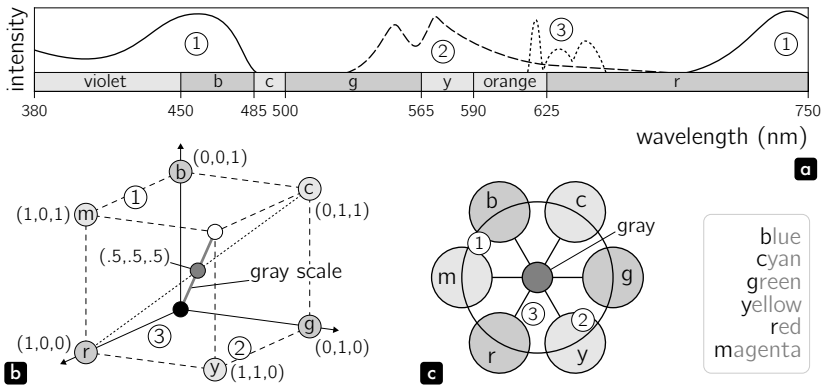 intensity
1
2
3
1
violet b c g y orange r
380 450 485 500 565 590 625 750
wavelength (nm)
a
b (0,0,1)
1
c
(0,1,1)
(1,0,1) m
(.5,.5,.5)
gray scale
(1,0,0) r
3
2
g
(0,1,0)
y (1,1,0)
b
b c
gray
1
m g
3 2
r y
c
blue
cyan
green
yellow
red
magenta